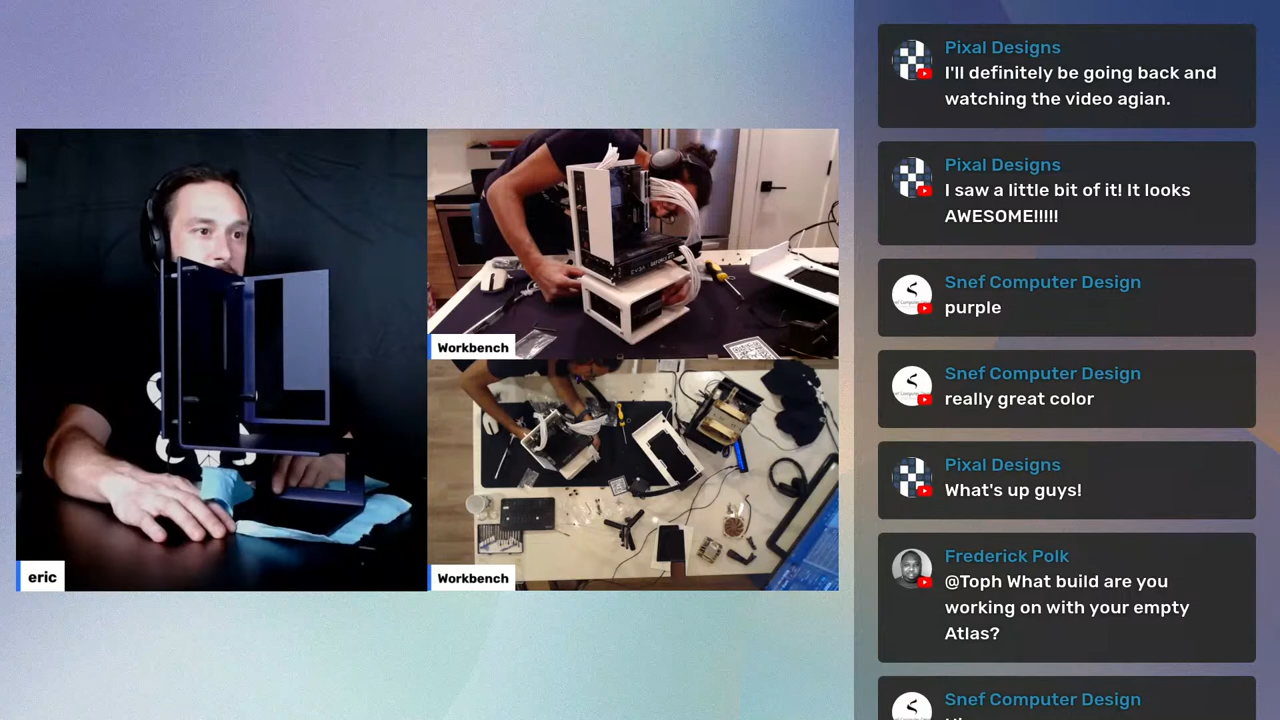 eric
Workbench
Workbench
Pixal Designs
I'll definitely be going back and
watching the video agian.
Pixal Designs
I saw a little bit of it! It looks
AWESOME!!!!!
Snef Computer Design
purple
Snef Computer Design
really great color
Pixal Designs
What's up guys!
Frederick Polk
@Toph What build are you
working on with your empty
Atlas?
Snef Computer Design